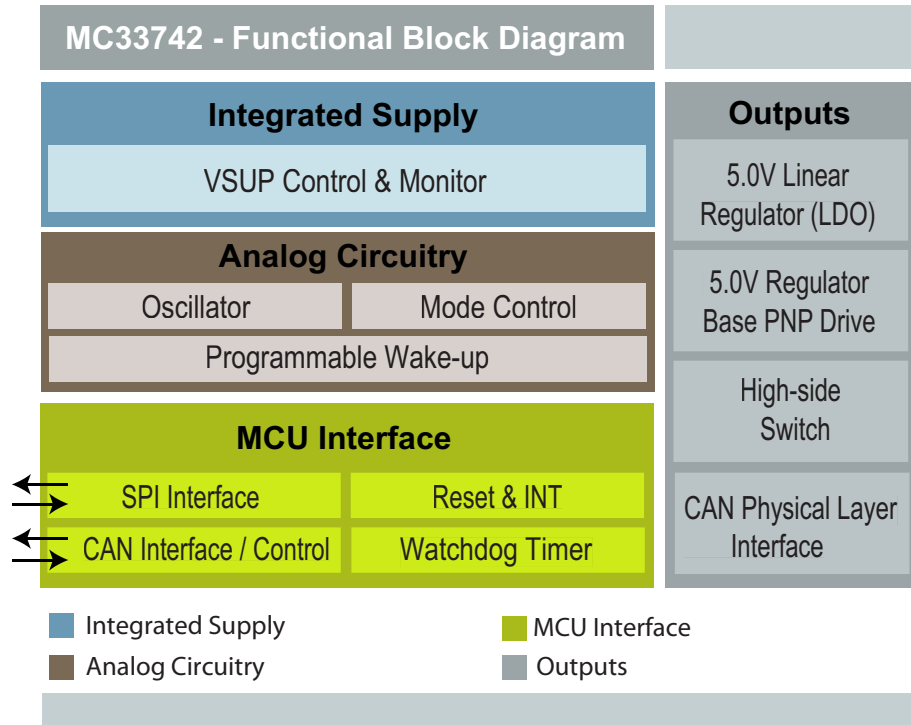 MC33742 - Functional Block Diagram
Integrated Supply
VSUP Control & Monitor
Analog Circuitry
Oscillator
Mode Control
Programmable Wake-up
MCU Interface
SPI Interface
Reset & INT
CAN Interface / Control
Watchdog Timer
Outputs
5.0V Linear
Regulator (LDO)
5.0V Regulator
Base PNP Drive
High-side
Switch
CAN Physical Layer
Interface
Integrated Supply
MCU Interface
Analog Circuitry
Outputs